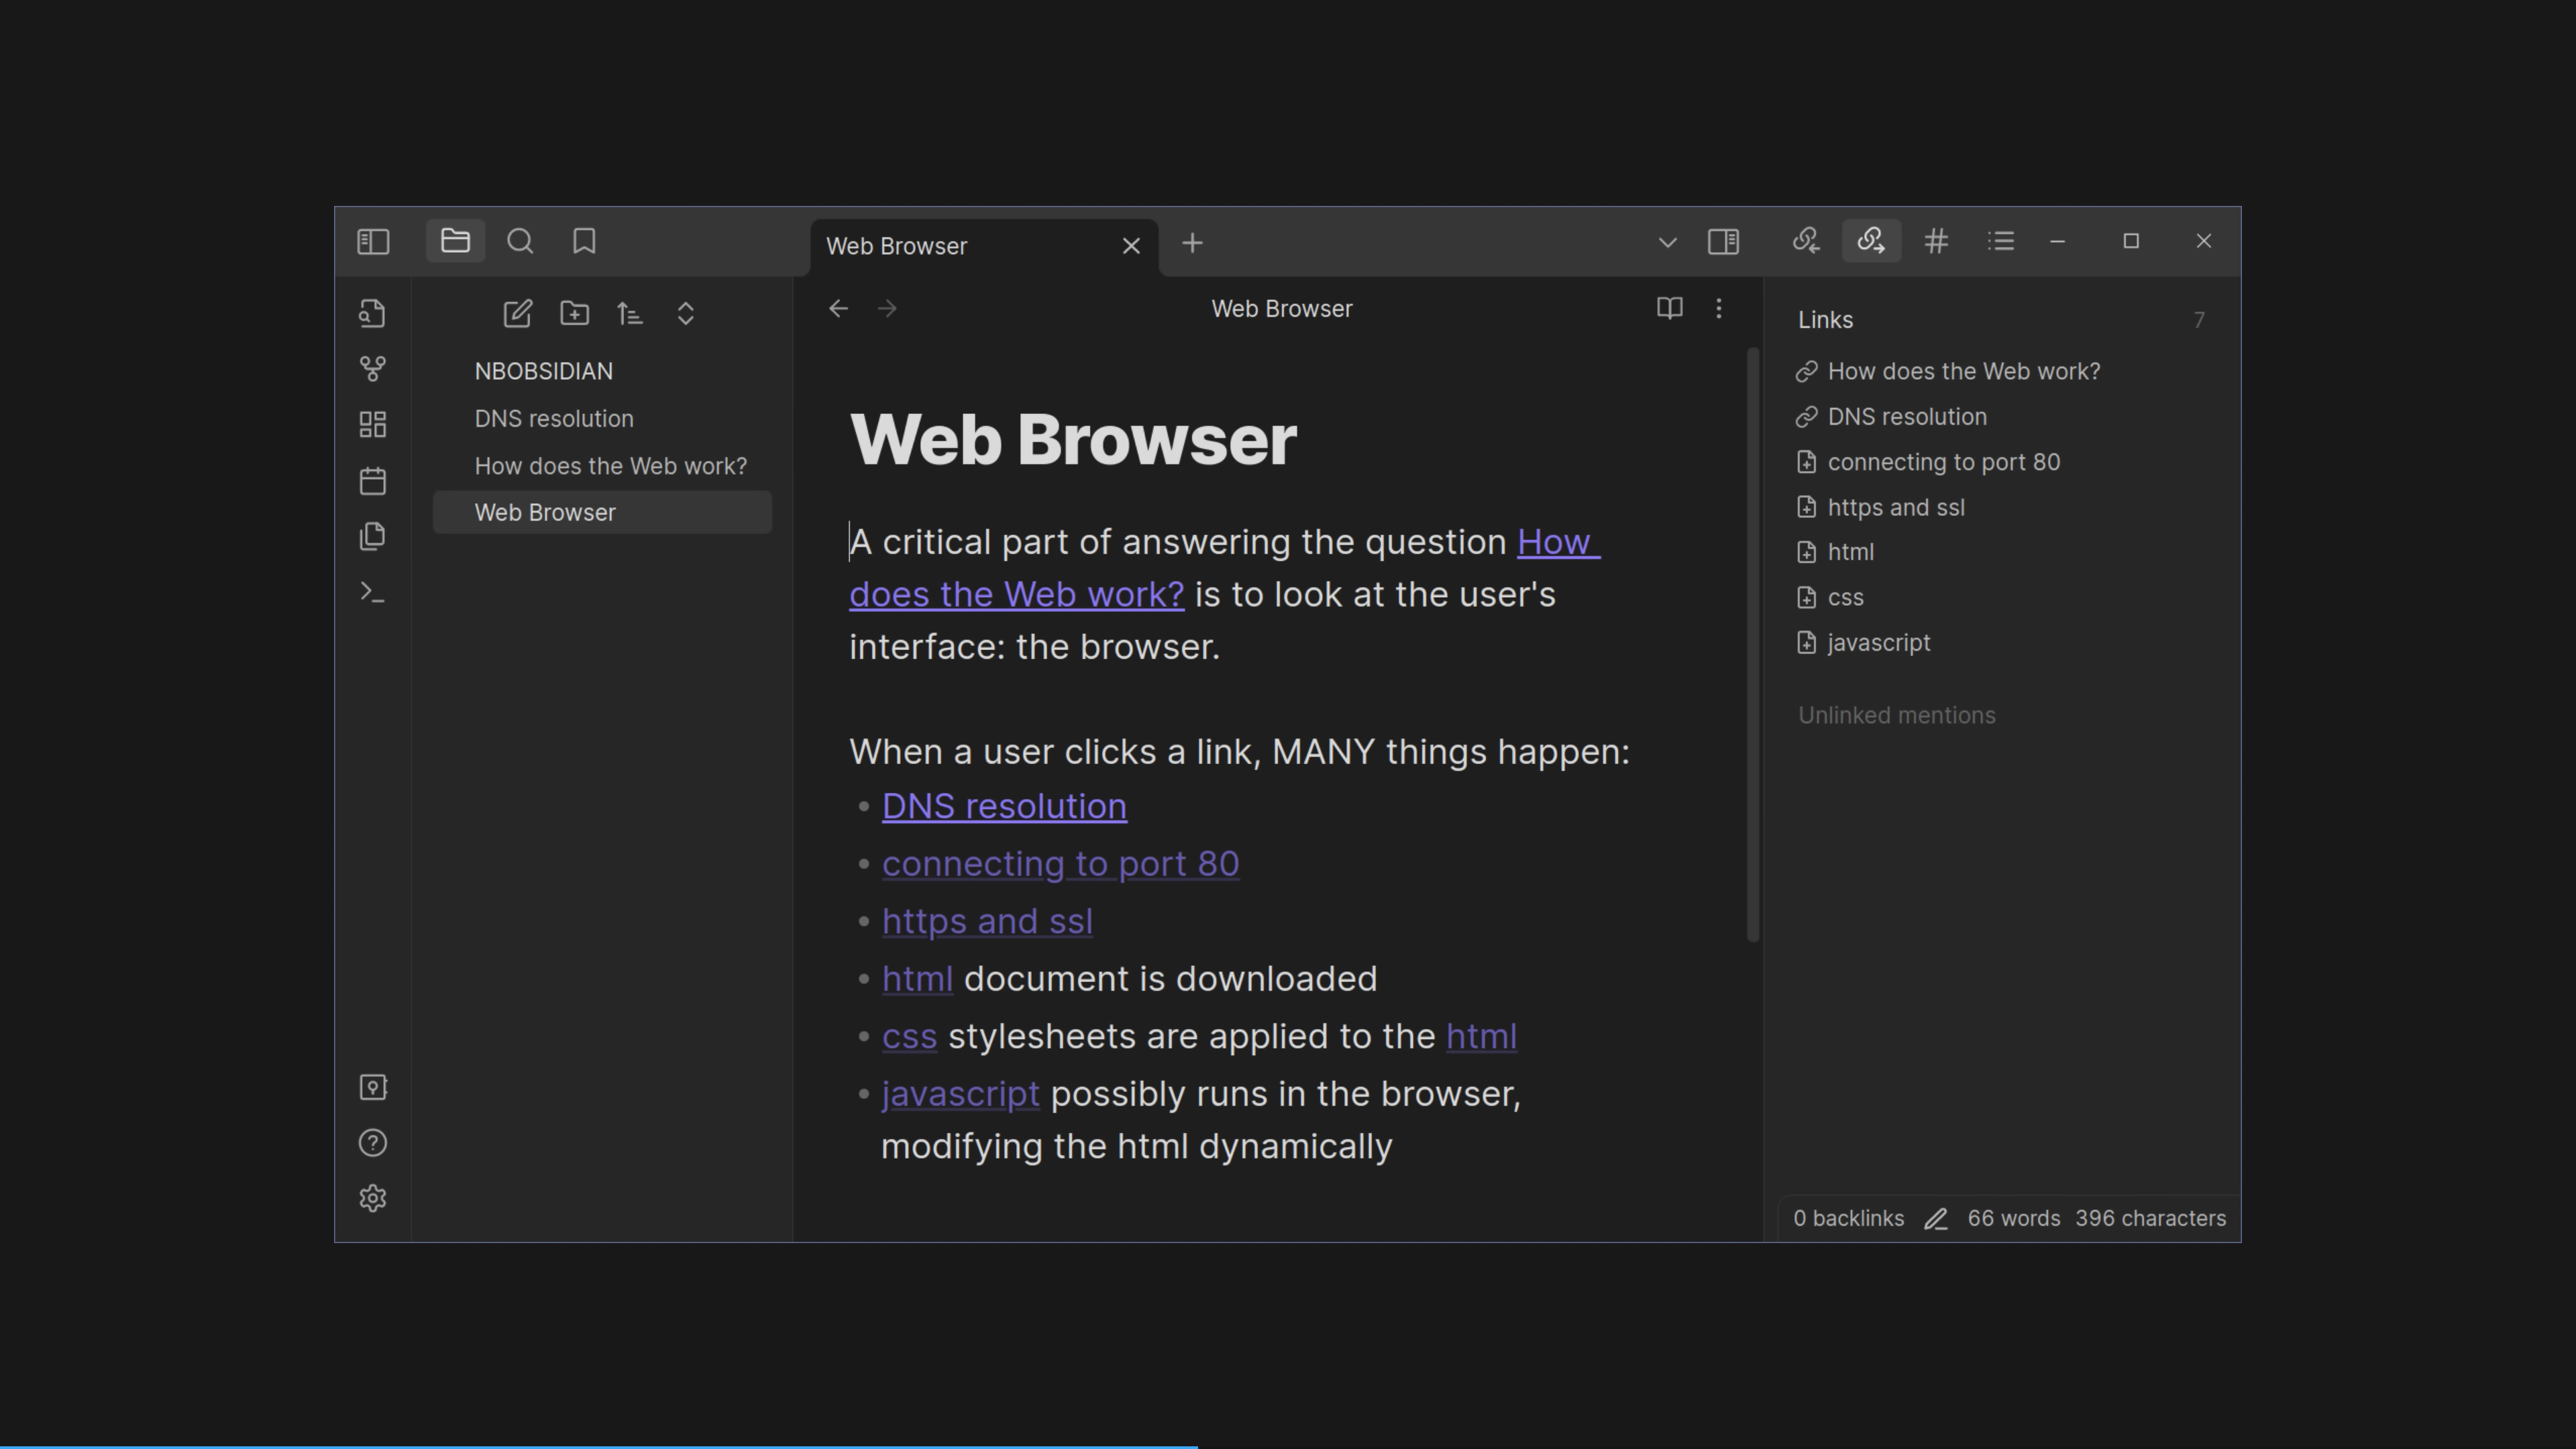 Web Browser
NBOBSIDIAN
DNS resolution
How does the Web work?
Web Browser
Web Browser
Web Browser
A critical part of answering the question How
does the Web work? is to look at the user's
interface: the browser.
When a user clicks a link, MANY things happen:
DNS resolution
connecting to port 80
https and ssl
html document is downloaded
css stylesheets are applied to the html
javascript possibly runs in the browser,
modifying the html dynamically
Links 7
How does the Web work?
DNS resolution
connecting to port 80
https and ssl
html
css
javascript
Unlinked mentions
0 backlinks 66 words 396 characters